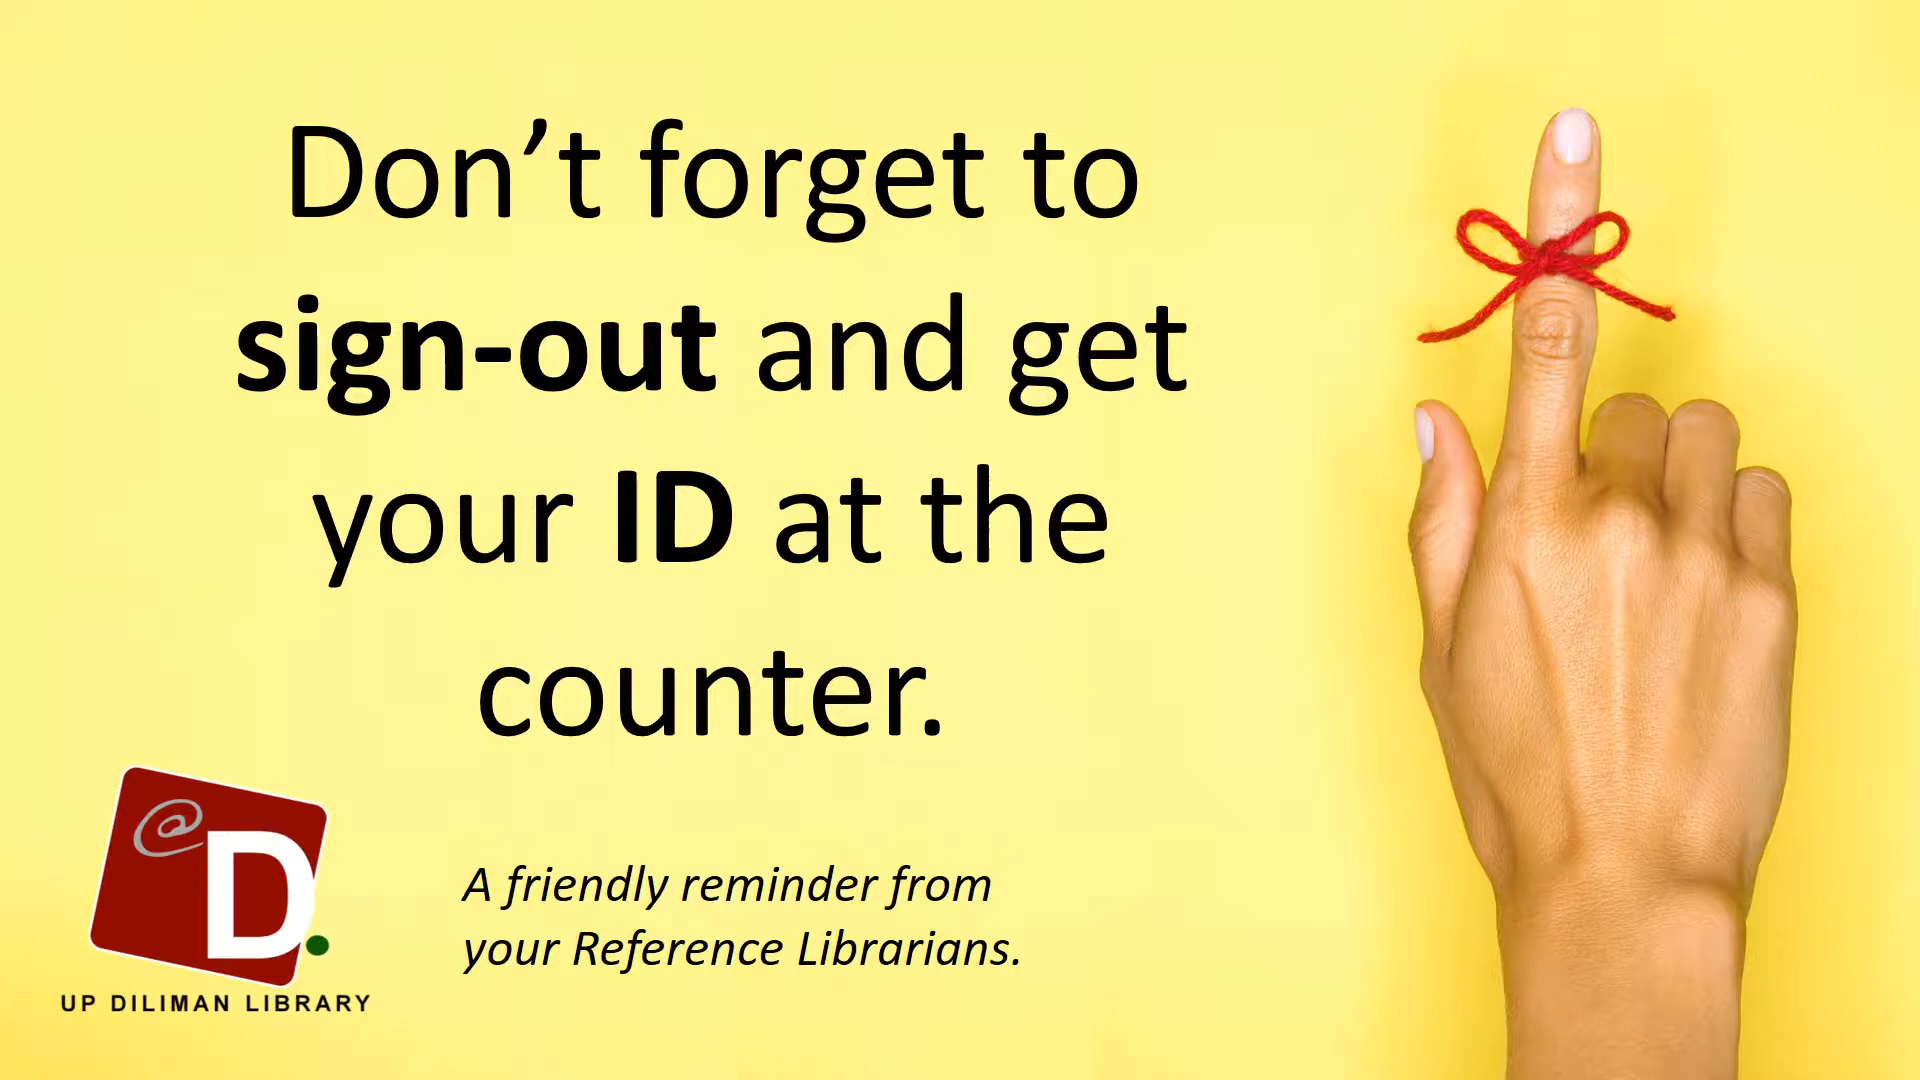 Don’t forget to
sign-out and get
your ID at the
counter.
@D.
UP DILIMAN LIBRARY
A friendly reminder from
your Reference Librarians.